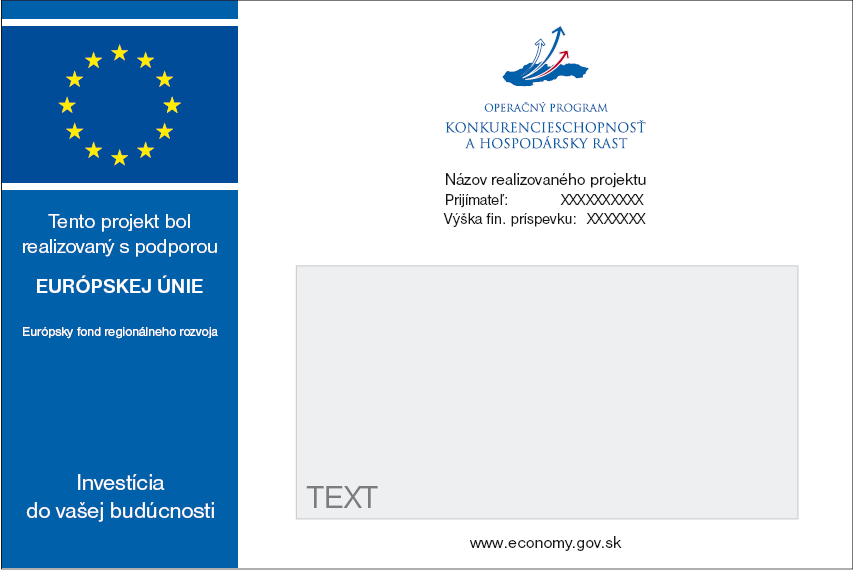 Tento projekt bol
realizovaný s podporou
EURÓPSKEJ ÚNIE
Európsky fond regionálneho rozvoja
Investícia
do vašej budúcnosti
OPERAČNÝ PROGRAM
KONKURENCIESCHOPNOSŤ
A HOSPODÁRSKY RAST
Názov realizovaného projektu
Prijímateľ: XXXXXXXXXX
Výška fin. príspevku: XXXXXXX
TEXT
www.economy.gov.sk